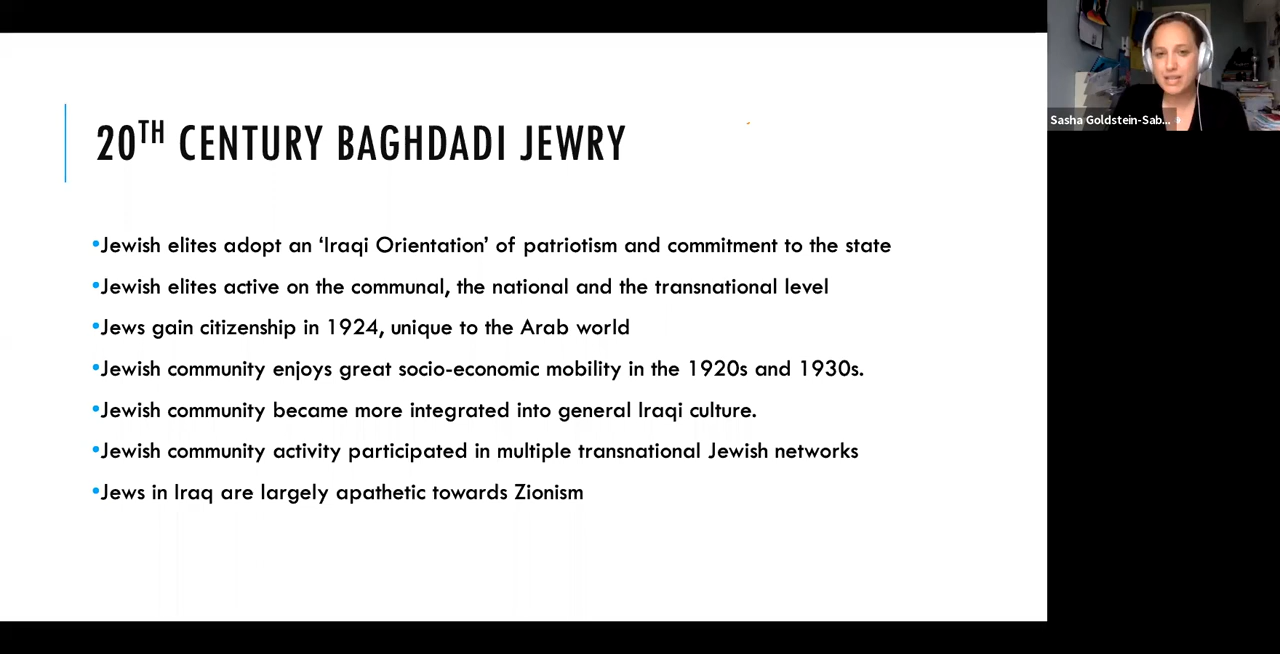 20TH CENTURY BAGHDADI JEWRY
•Jewish elites adopt an ‘Iraqi Orientation’ of patriotism and commitment to the state
•Jewish elites active on the communal, the national and the transnational level
•Jews gain citizenship in 1924, unique to the Arab world
•Jewish community enjoys great socio-economic mobility in the 1920s and 1930s.
•Jewish community became more integrated into general Iraqi culture.
•Jewish community activity participated in multiple transnational Jewish networks
•Jews in Iraq are largely apathetic towards Zionism
Sasha Goldstein-Sab...